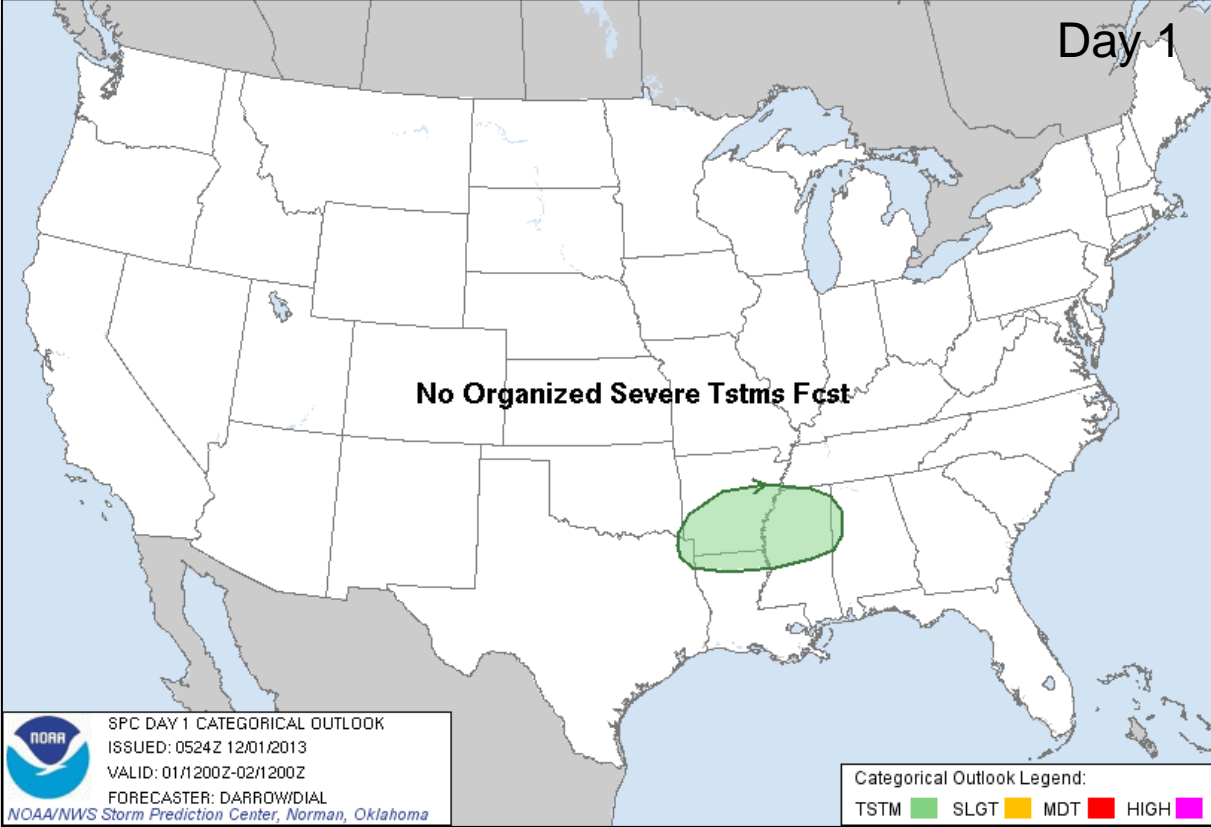 Day 1
No Organized Severe Tstms Fcst
NOAA
SPC DAY 1 CATEGORICAL OUTLOOK
ISSUED: 0524Z 12/01/2013
VALID: 01/1200Z-02/1200Z
FORECASTER: DARROW/DIAL
NOAA/NWS Storm Prediction Center, Norman, Oklahoma
Categorical Outlook Legend:
TSTM SLGT MDT HIGH